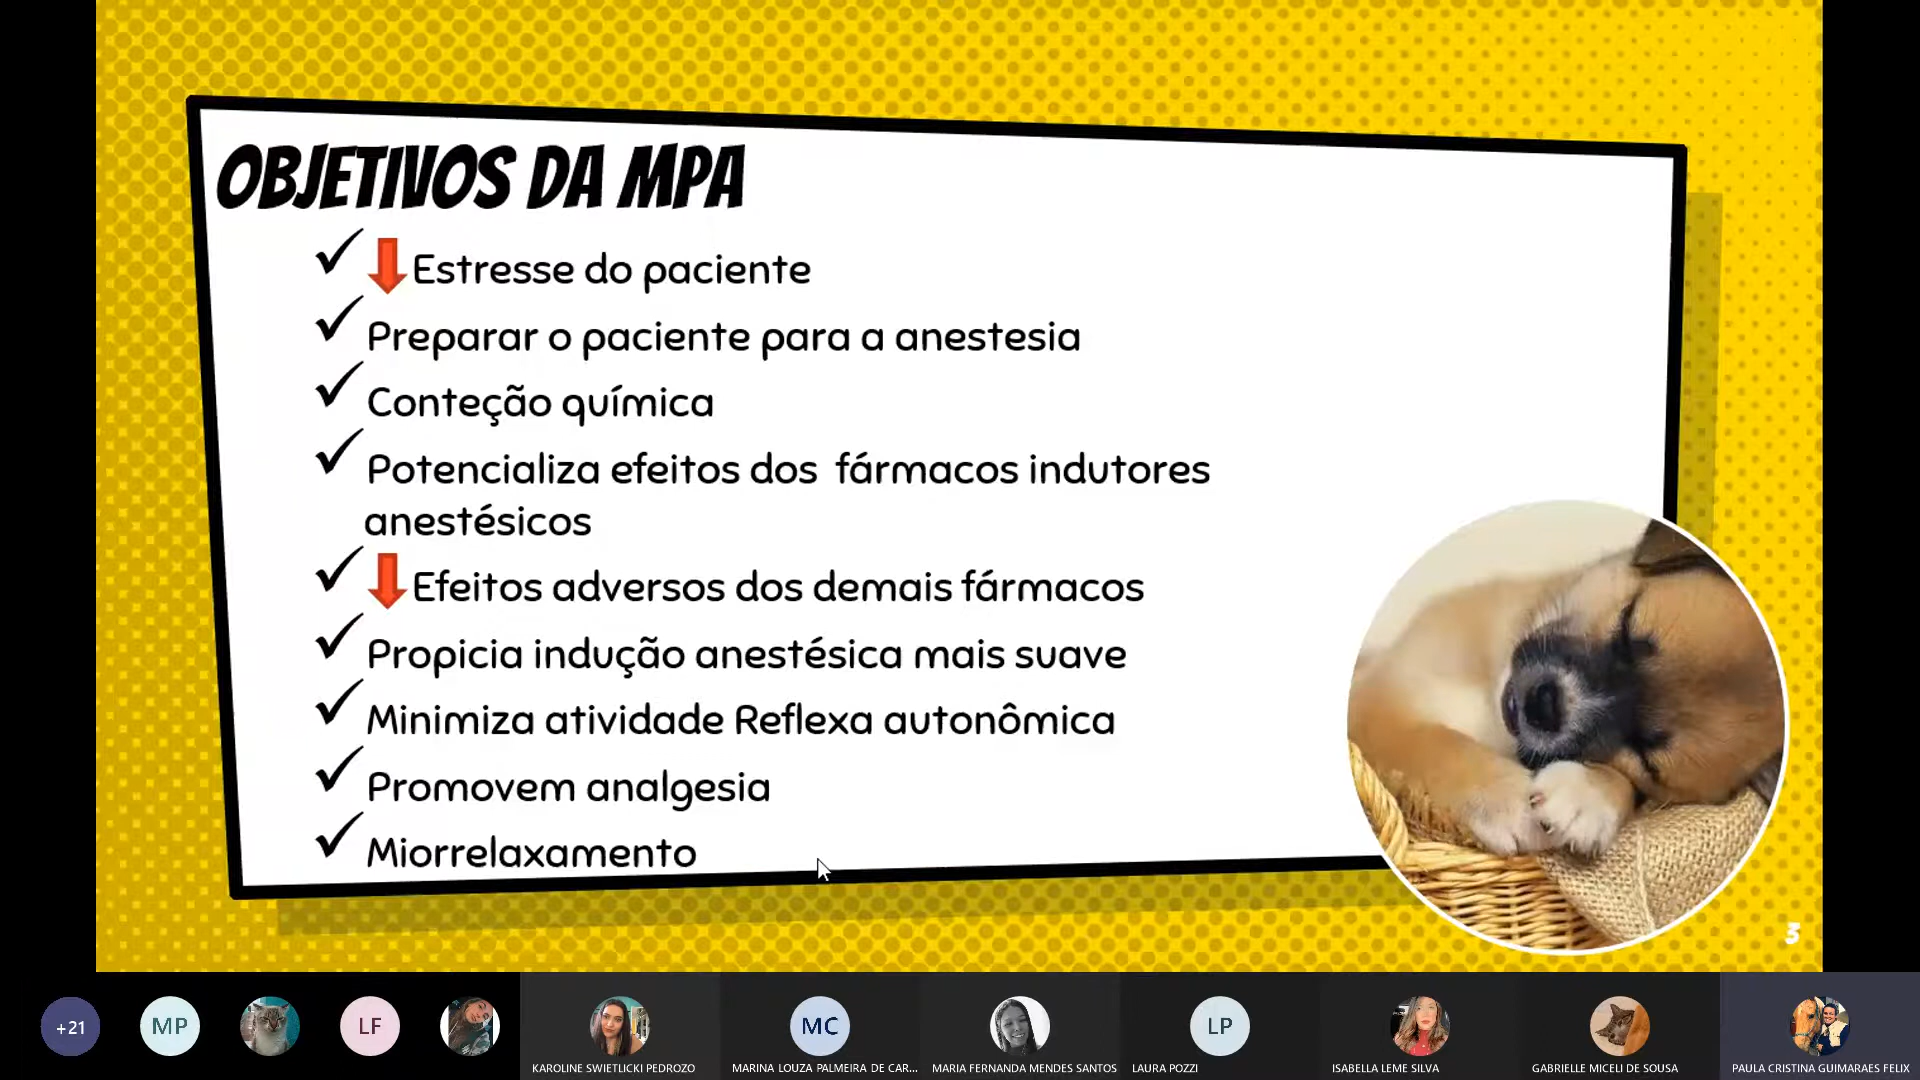 OBJETIVOS DA MPA
Estresse do paciente
Preparar o paciente para a anestesia
Conteção química
Potencializa efeitos dos fármacos indutores
anestésicos
Efeitos adversos dos demais fármacos
Propicia indução anestésica mais suave
Minimiza atividade Reflexa autonômica
Promovem analgesia
Miorrelaxamento
3
+21
MP
LF
MC
LP
KAROLINE SWIETLICKI PEDROZO
MARINA LOUZA PALMEIRA DE CAR...
MARIA FERNANDA MENDES SANTOS
LAURA POZZI
ISABELLA LEME SILVA
GABRIELLE MICELI DE SOUSA
PAULA CRISTINA GUIMARAES FELIX